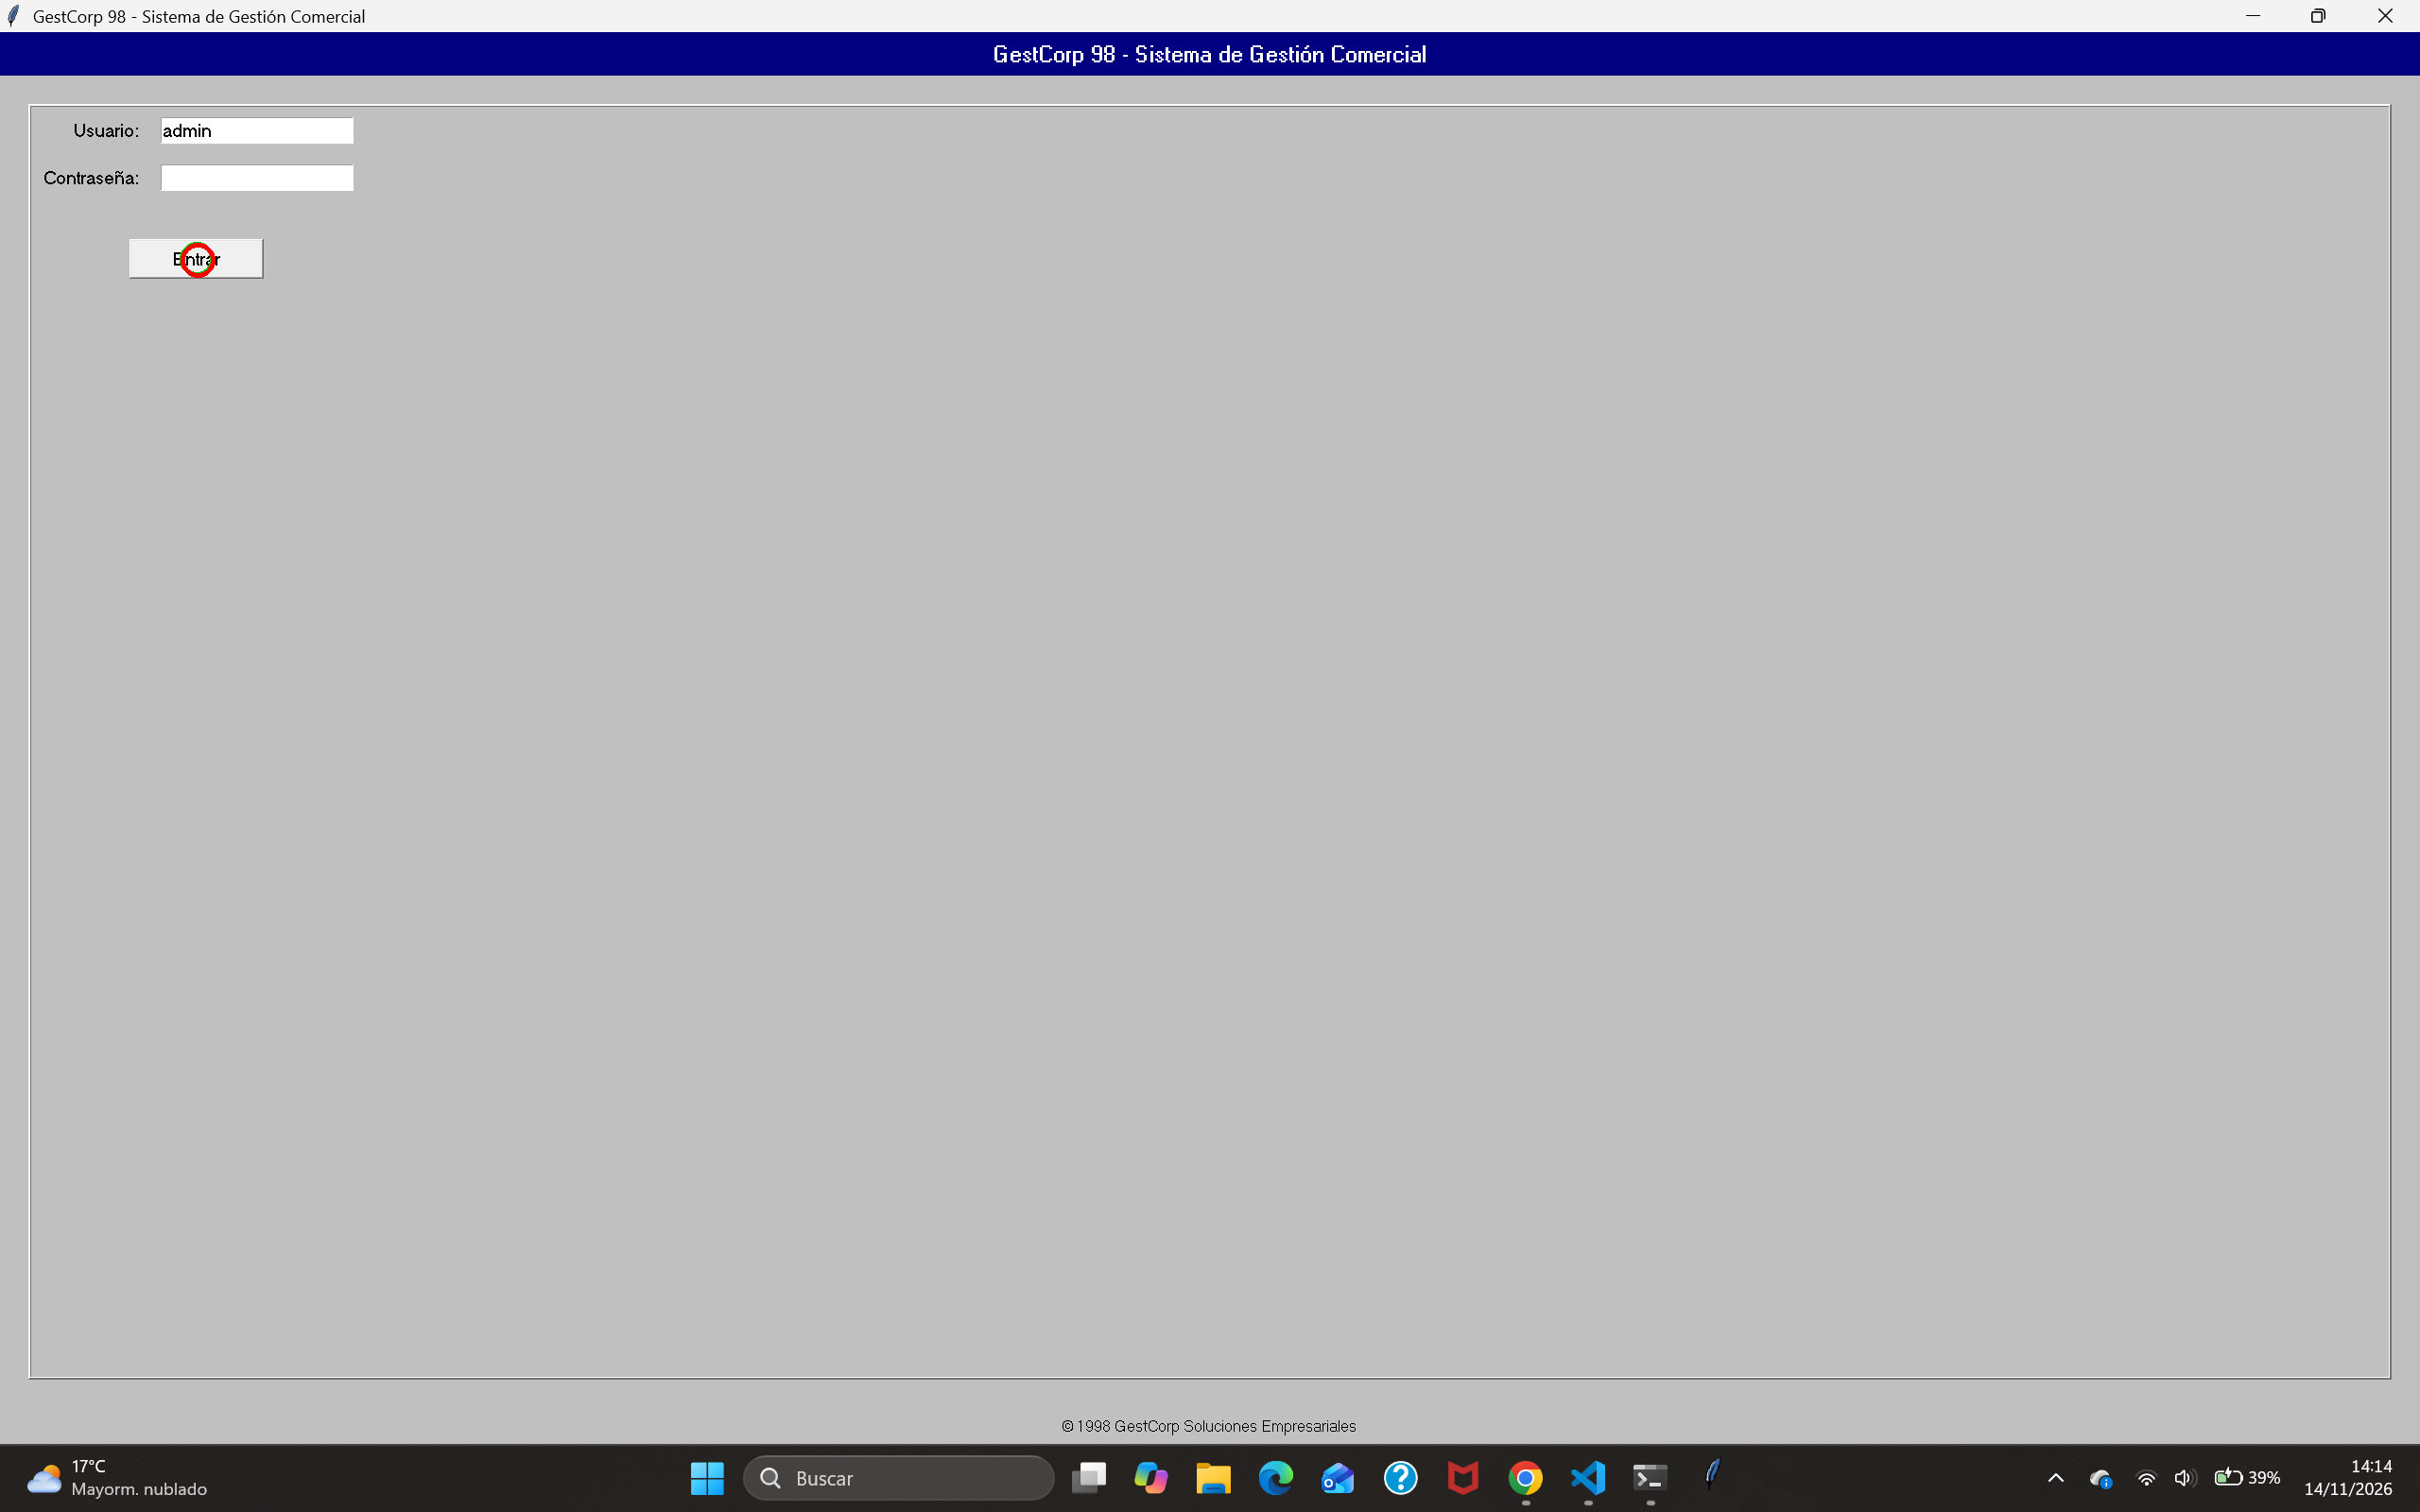 GestCorp 98 - Sistema de Gestión Comercial
GestCorp 98 - Sistema de Gestión Comercial
Usuario: admin
Contraseña:
Entrar
© 1998 GestCorp Soluciones Empresariales
17°C
Mayorm. nublado
Buscar
39%
14:14
14/11/2026